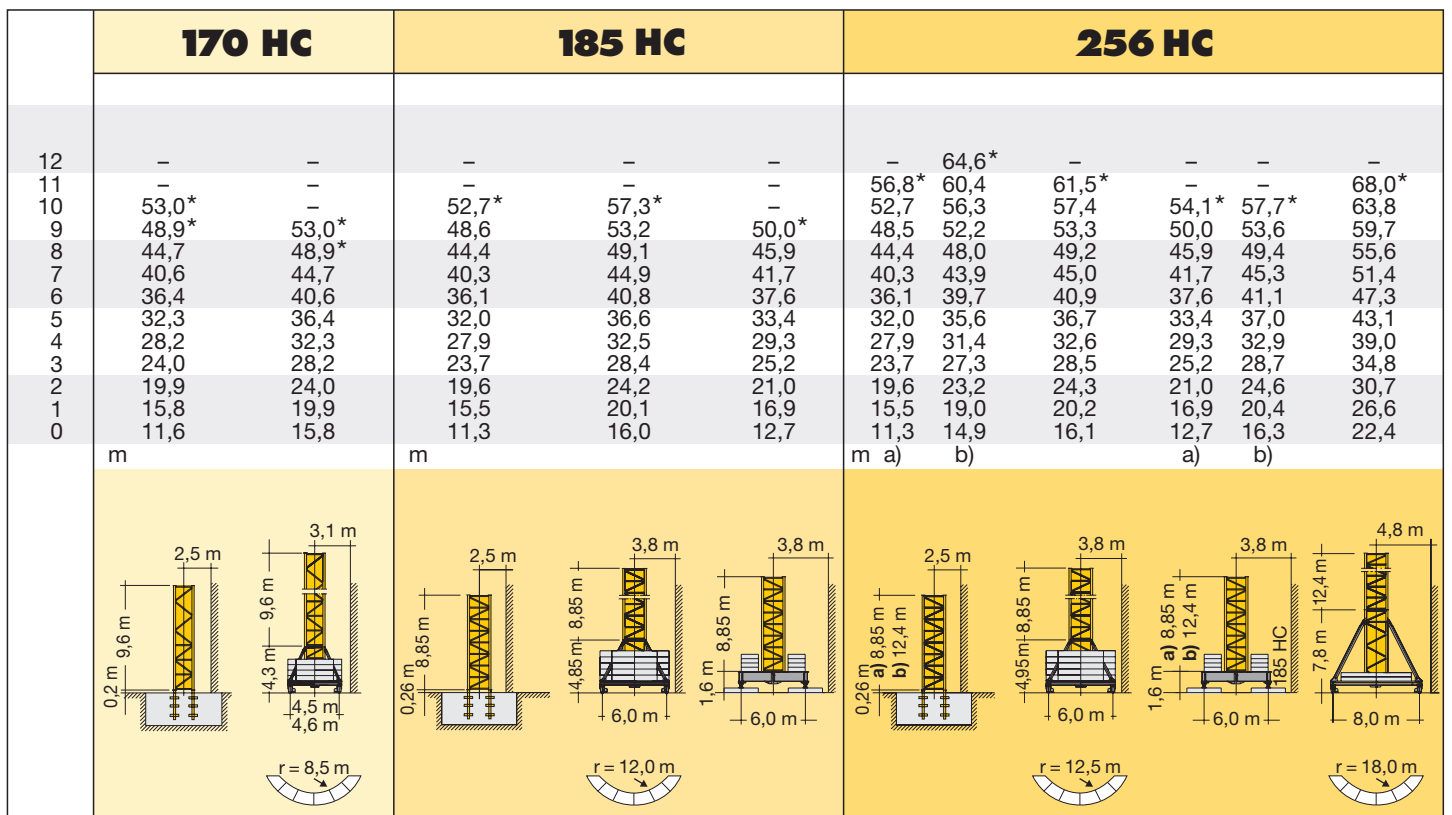 170 HC 185 HC 256 HC
12 – – – – – – 64,6* – – – –
11 – – – – – 56,8* 60,4 61,5* – – 68,0*
10 53,0* – 52,7* 57,3* – 52,7 56,3 57,4 54,1* 57,7* 63,8
9 48,9* 53,0* 48,6 53,2 50,0* 48,5 52,2 53,3 50,0 53,6 59,7
8 44,7 48,9* 44,4 49,1 45,9 44,4 48,0 49,2 45,9 49,4 55,6
7 40,6 44,7 40,3 44,9 41,7 40,3 43,9 45,0 41,7 45,3 51,4
6 36,4 40,6 36,1 40,8 37,6 36,1 39,7 40,9 37,6 41,1 47,3
5 32,3 36,4 32,0 36,6 33,4 32,0 35,6 36,7 33,4 37,0 43,1
4 28,2 32,3 27,9 32,5 29,3 27,9 31,4 32,6 29,3 32,9 39,0
3 24,0 28,2 23,7 28,4 25,2 23,7 27,3 28,5 25,2 28,7 34,8
2 19,9 24,0 19,6 24,2 21,0 19,6 23,2 24,3 21,0 24,6 30,7
1 15,8 19,9 15,5 20,1 16,9 15,5 19,0 20,2 16,9 20,4 26,6
0 11,6 15,8 11,3 16,0 12,7 11,3 14,9 16,1 12,7 16,3 22,4
m m m a) b) a) b)
2,5 m
9,6 m
0,2 m
3,1 m
9,6 m
4,3 m
4,5 m
4,6 m
r = 8,5 m
2,5 m
8,85 m
0,26 m
3,8 m
8,85 m
4,85 m
6,0 m
r = 12,0 m
3,8 m
8,85 m
1,6 m
6,0 m
2,5 m
a) 8,85 m
b) 12,4 m
0,26 m
3,8 m
8,85 m
4,95 m
6,0 m
r = 12,5 m
3,8 m
a) 8,85 m
b) 12,4 m
1,6 m
185 HC
6,0 m
4,8 m
12,4 m
7,8 m
8,0 m
r = 18,0 m